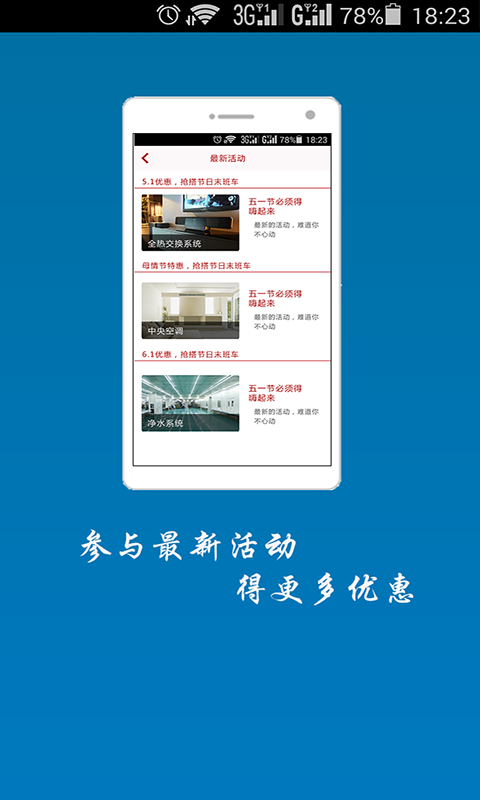 3G 1 G 2 78% 18:23
3G G 78% 18:23
最新活动
5.1优惠，抢搭节日末班车
五一节必须得
嗨起来
最新的活动，难道你
不心动
全热交换系统
母情节特惠，抢搭节日末班车
五一节必须得
嗨起来
最新的活动，难道你
不心动
中央空调
6.1优惠，抢搭节日末班车
五一节必须得
嗨起来
最新的活动，难道你
不心动
净水系统
参与最新活动
得更多优惠